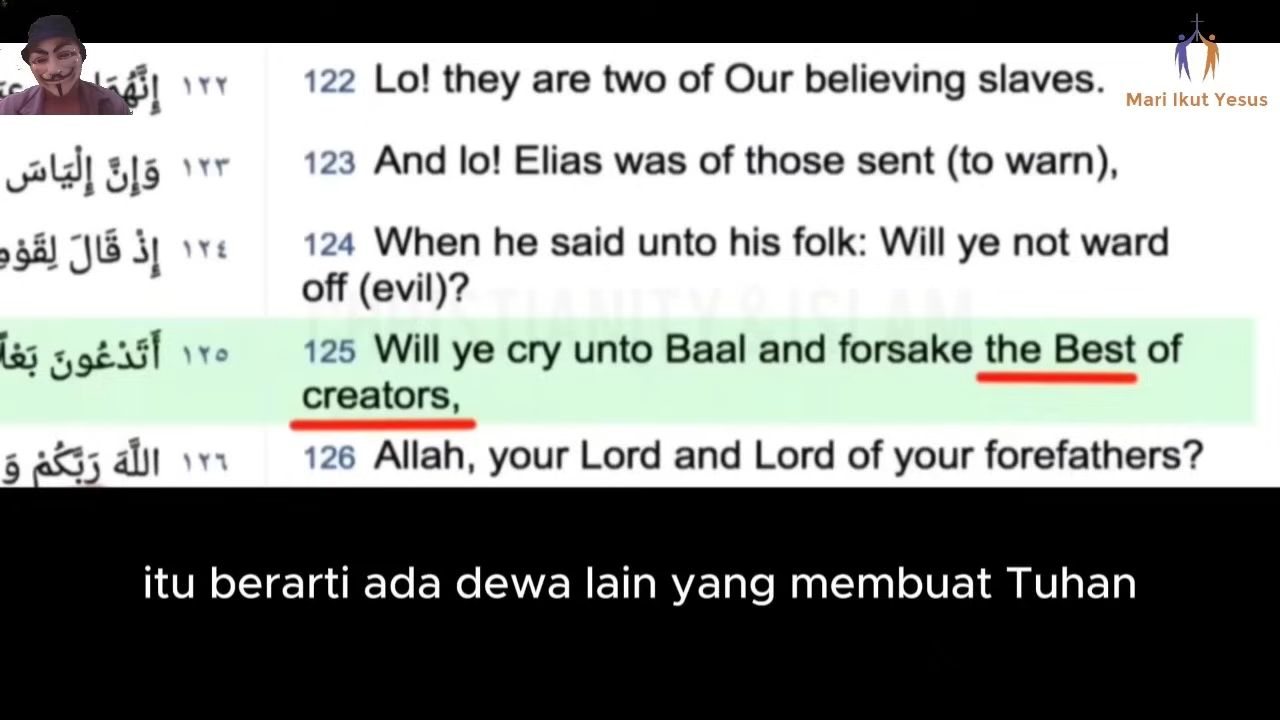 Mari Ikut Yesus
١٢٢
122 Lo! they are two of Our believing slaves.
وَإِنَّ إِلْيَاسَ ١٢٣
123 And lo! Elias was of those sent (to warn),
إِذْ قَالَ لِقَوْمِ ١٢٤
124 When he said unto his folk: Will ye not ward
off (evil)?
CHRISTIANITY & ISLAM
أَتَدْعُونَ بَعْلًا ١٢٥
125 Will ye cry unto Baal and forsake the Best of
creators,
اللَّهَ رَبَّكُمْ وَ ١٢٦
126 Allah, your Lord and Lord of your forefathers?
itu berarti ada dewa lain yang membuat Tuhan